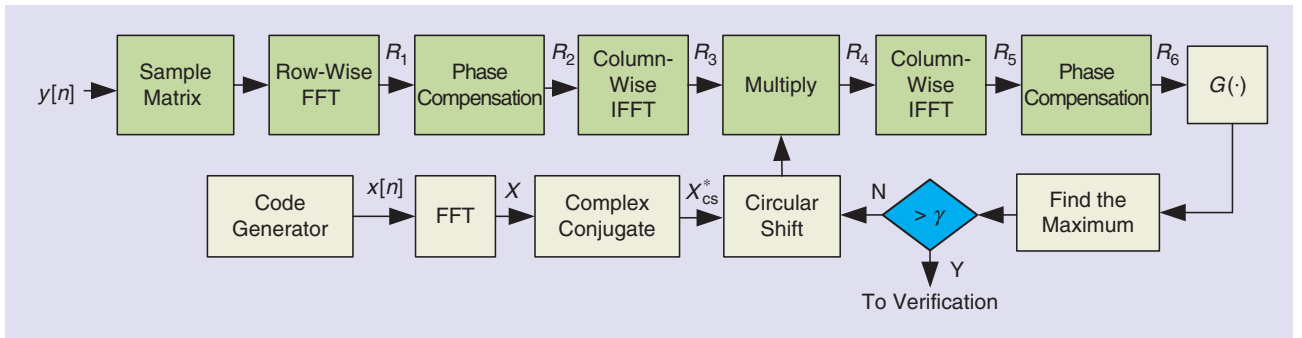 y[n]
Sample
Matrix
Row-Wise
FFT
R1
Phase
Compensation
R2
Column-
Wise
IFFT
R3
Multiply
R4
Column-
Wise
IFFT
R5
Phase
Compensation
R6
G(·)
Code
Generator
x[n]
FFT
X
Complex
Conjugate
X*cs
Circular
Shift
N
> γ
Find the
Maximum
Y
To Verification